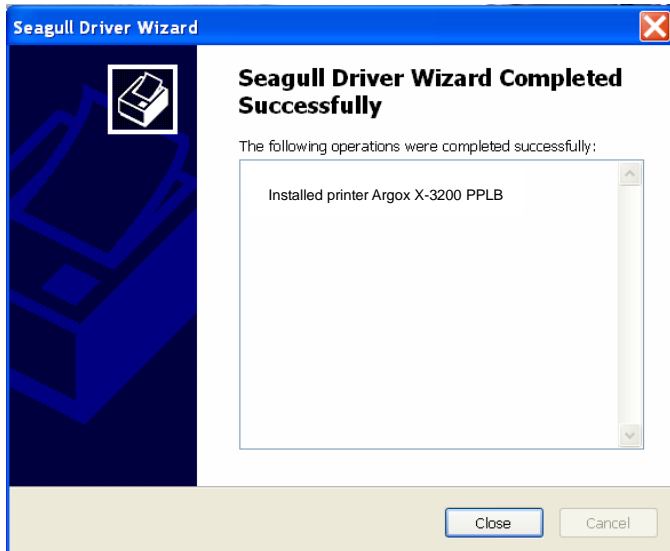 Seagull Driver Wizard
Seagull Driver Wizard Completed
Successfully
The following operations were completed successfully:
Installed printer Argox X-3200 PPLB
Close
Cancel